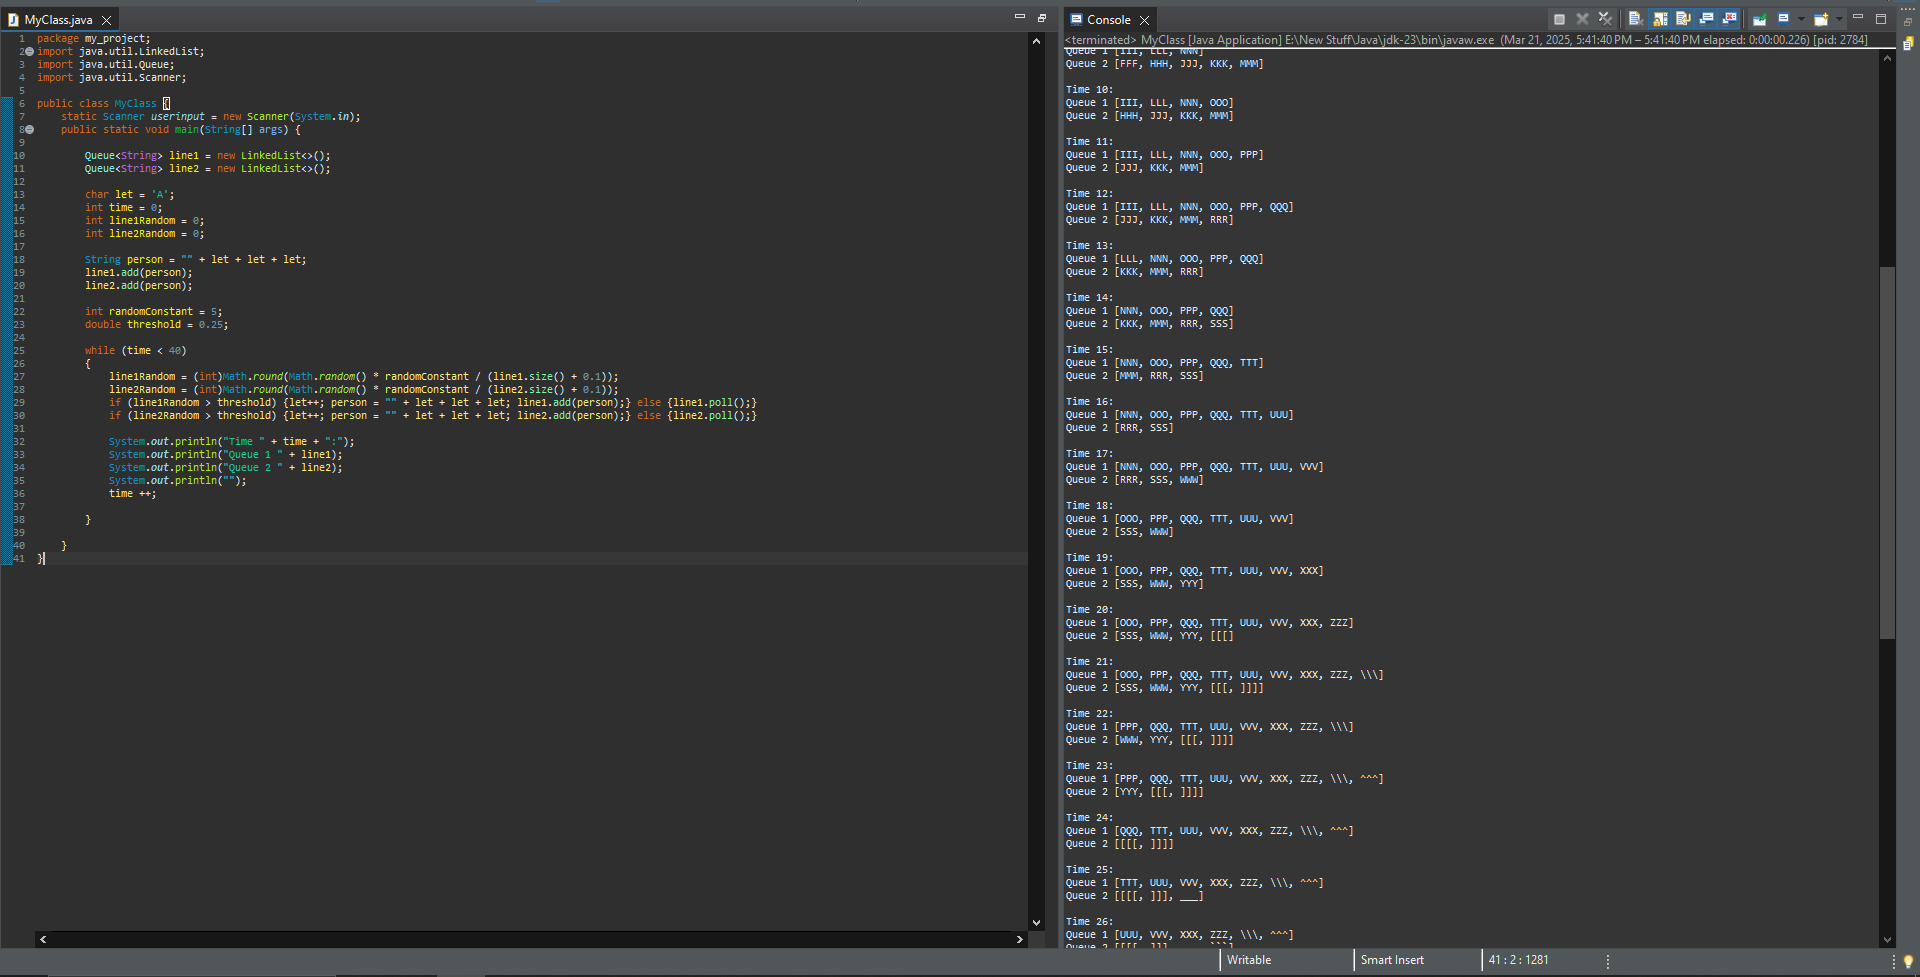 MyClass.java
1 package my_project;
2 import java.util.LinkedList;
3 import java.util.Queue;
4 import java.util.Scanner;
5
6 public class MyClass {
7 static Scanner userinput = new Scanner(System.in);
8 public static void main(String[] args) {
9
10 Queue<String> line1 = new LinkedList<>();
11 Queue<String> line2 = new LinkedList<>();
12
13 char let = 'A';
14 int time = 0;
15 int line1Random = 0;
16 int line2Random = 0;
17
18 String person = "" + let + let + let;
19 line1.add(person);
20 line2.add(person);
21
22 int randomConstant = 5;
23 double threshold = 0.25;
24
25 while (time < 40)
26 {
27 line1Random = (int)Math.round(Math.random() * randomConstant / (line1.size() + 0.1));
28 line2Random = (int)Math.round(Math.random() * randomConstant / (line2.size() + 0.1));
29 if (line1Random > threshold) {let++; person = "" + let + let + let; line1.add(person);} else {line1.poll();}
30 if (line2Random > threshold) {let++; person = "" + let + let + let; line2.add(person);} else {line2.poll();}
31
32 System.out.println("Time " + time + ":");
33 System.out.println("Queue 1 " + line1);
34 System.out.println("Queue 2 " + line2);
35 System.out.println("");
36 time ++;
37
38 }
39
40 }
41 }
Console
<terminated> MyClass [Java Application] E:\New Stuff\Java\jdk-23\bin\javaw.exe (Mar 21, 2025, 5:41:40 PM – 5:41:40 PM elapsed: 0:00:00.226) [pid: 2784]
Queue 1 [III, LLL, NNN]
Queue 2 [FFF, HHH, JJJ, KKK, MMM]
Time 10:
Queue 1 [III, LLL, NNN, OOO]
Queue 2 [HHH, JJJ, KKK, MMM]
Time 11:
Queue 1 [III, LLL, NNN, OOO, PPP]
Queue 2 [JJJ, KKK, MMM]
Time 12:
Queue 1 [III, LLL, NNN, OOO, PPP, QQQ]
Queue 2 [JJJ, KKK, MMM, RRR]
Time 13:
Queue 1 [LLL, NNN, OOO, PPP, QQQ]
Queue 2 [KKK, MMM, RRR]
Time 14:
Queue 1 [NNN, OOO, PPP, QQQ]
Queue 2 [KKK, MMM, RRR, SSS]
Time 15:
Queue 1 [NNN, OOO, PPP, QQQ, TTT]
Queue 2 [MMM, RRR, SSS]
Time 16:
Queue 1 [NNN, OOO, PPP, QQQ, TTT, UUU]
Queue 2 [RRR, SSS]
Time 17:
Queue 1 [NNN, OOO, PPP, QQQ, TTT, UUU, VVV]
Queue 2 [RRR, SSS, WWW]
Time 18:
Queue 1 [OOO, PPP, QQQ, TTT, UUU, VVV]
Queue 2 [SSS, WWW]
Time 19:
Queue 1 [OOO, PPP, QQQ, TTT, UUU, VVV, XXX]
Queue 2 [SSS, WWW, YYY]
Time 20:
Queue 1 [OOO, PPP, QQQ, TTT, UUU, VVV, XXX, ZZZ]
Queue 2 [SSS, WWW, YYY, [[[]
Time 21:
Queue 1 [OOO, PPP, QQQ, TTT, UUU, VVV, XXX, ZZZ, \\\]
Queue 2 [SSS, WWW, YYY, [[[, ]]]]
Time 22:
Queue 1 [PPP, QQQ, TTT, UUU, VVV, XXX, ZZZ, \\\]
Queue 2 [WWW, YYY, [[[, ]]]]
Time 23:
Queue 1 [PPP, QQQ, TTT, UUU, VVV, XXX, ZZZ, \\\, ^^^]
Queue 2 [YYY, [[[, ]]]]
Time 24:
Queue 1 [QQQ, TTT, UUU, VVV, XXX, ZZZ, \\\, ^^^]
Queue 2 [[[[, ]]]]
Time 25:
Queue 1 [TTT, UUU, VVV, XXX, ZZZ, \\\, ^^^]
Queue 2 [[[[, ]]], ___]
Time 26:
Queue 1 [UUU, VVV, XXX, ZZZ, \\\, ^^^]
Queue 2 [[[[, ]]], ___, ```]
Writable
Smart Insert
41 : 2 : 1281